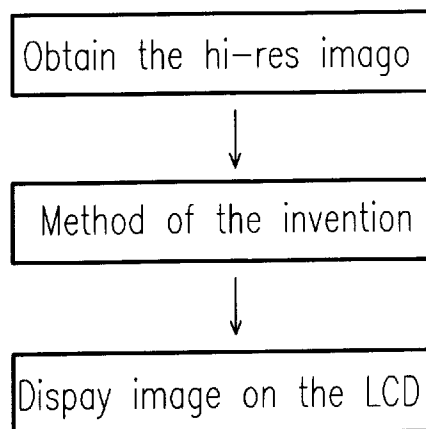 Obtain the hi-res imago
Method of the invention
Dispay image on the LCD